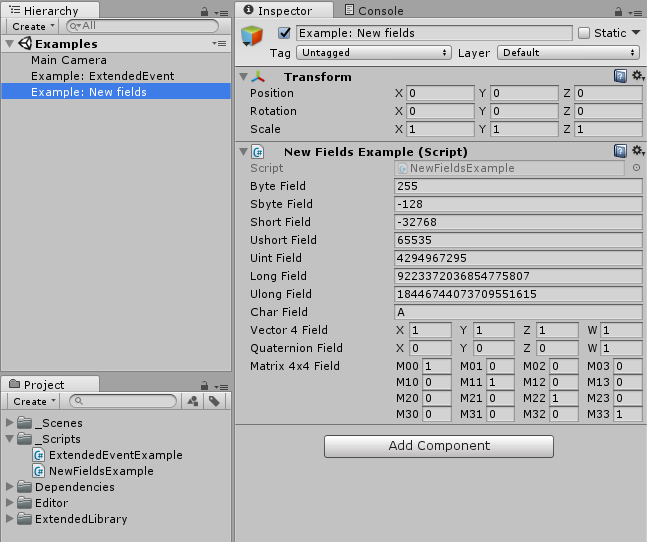 Hierarchy
Create All
Examples
Main Camera
Example: ExtendedEvent
Example: New fields
Project
Create
_Scenes
_Scripts
ExtendedEventExample
NewFieldsExample
Dependencies
Editor
ExtendedLibrary
Inspector Console
Example: New fields Static
Tag Untagged Layer Default
Transform
Position X 0 Y 0 Z 0
Rotation X 0 Y 0 Z 0
Scale X 1 Y 1 Z 1
New Fields Example (Script)
Script NewFieldsExample
Byte Field 255
Sbyte Field -128
Short Field -32768
Ushort Field 65535
Uint Field 4294967295
Long Field 9223372036854775807
Ulong Field 18446744073709551615
Char Field A
Vector 4 Field X 1 Y 1 Z 1 W 1
Quaternion Field X 0 Y 0 Z 0 W 1
Matrix 4x4 Field M00 1 M01 0 M02 0 M03 0
M10 0 M11 1 M12 0 M13 0
M20 0 M21 0 M22 1 M23 0
M30 0 M31 0 M32 0 M33 1
Add Component